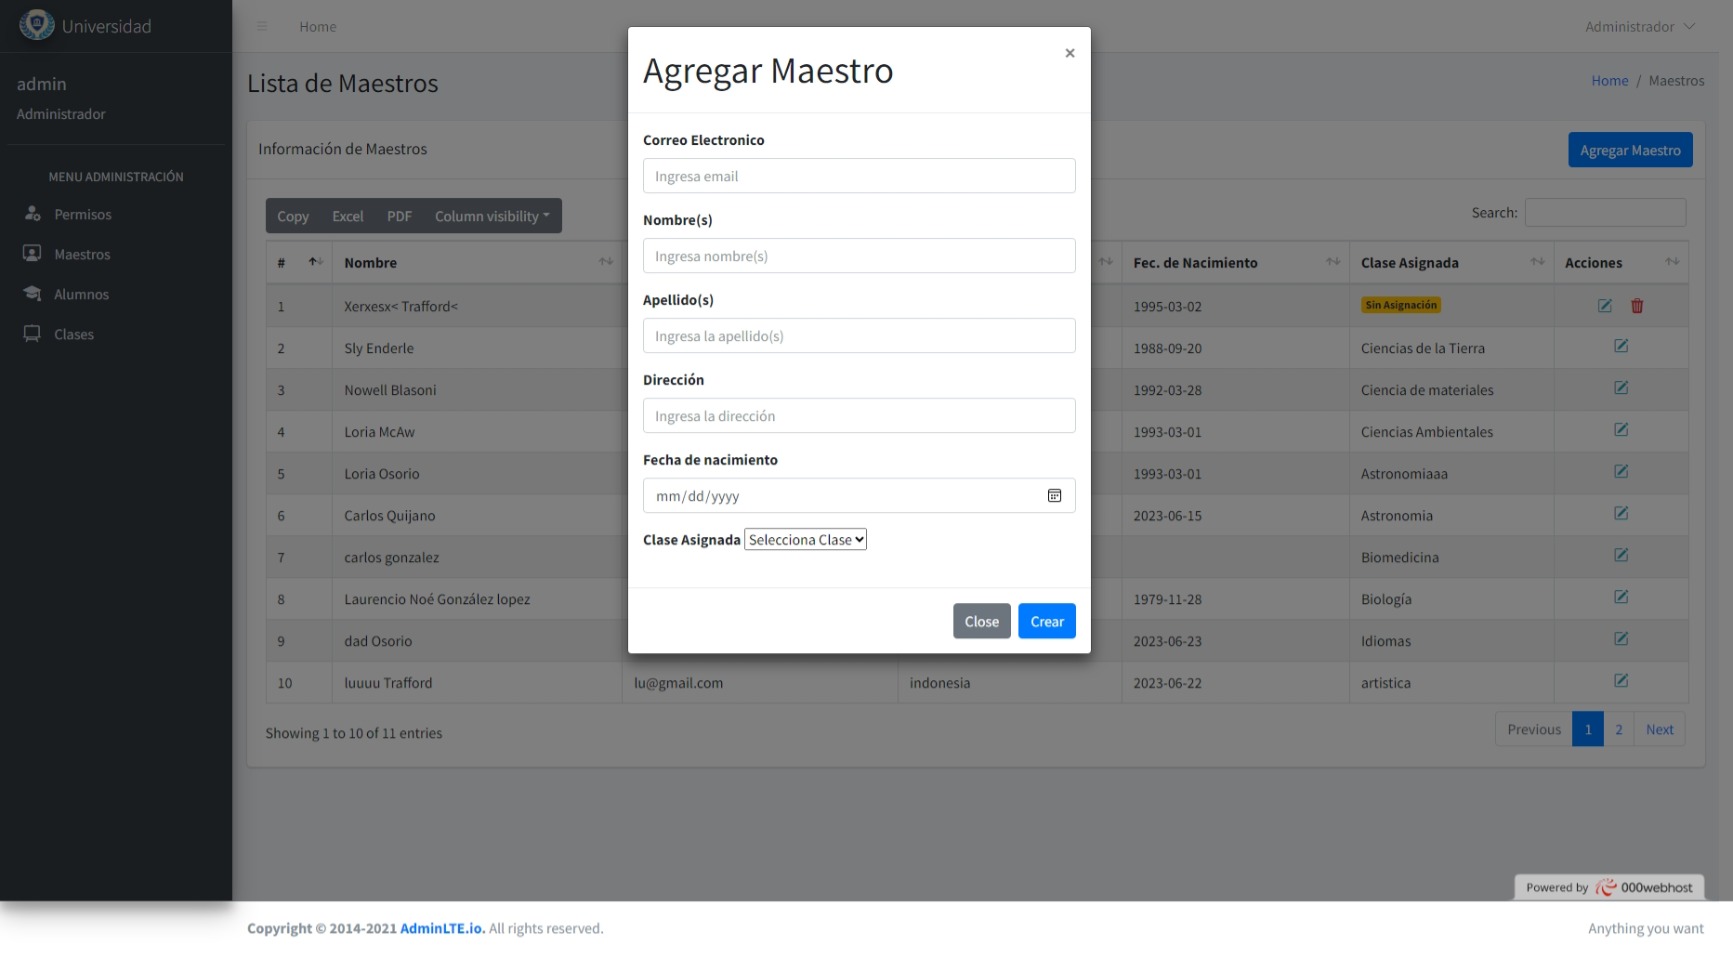 Universidad
Home
Administrador
admin
Administrador
MENU ADMINISTRACIÓN
Permisos
Maestros
Alumnos
Clases
Lista de Maestros
Home / Maestros
Información de Maestros
Agregar Maestro
Copy Excel PDF Column visibility
Search:
# Nombre Fec. de Nacimiento Clase Asignada Acciones
1 Xerxesx< Trafford< 1995-03-02 Sin Asignación
2 Sly Enderle 1988-09-20 Ciencias de la Tierra
3 Nowell Blasoni 1992-03-28 Ciencia de materiales
4 Loria McAw 1993-03-01 Ciencias Ambientales
5 Loria Osorio 1993-03-01 Astronomiaaa
6 Carlos Quijano 2023-06-15 Astronomia
7 carlos gonzalez Biomedicina
8 Laurencio Noé González lopez 1979-11-28 Biología
9 dad Osorio 2023-06-23 Idiomas
10 luuuu Trafford lu@gmail.com indonesia 2023-06-22 artistica
Showing 1 to 10 of 11 entries
Previous 1 2 Next
Agregar Maestro
×
Correo Electronico
Ingresa email
Nombre(s)
Ingresa nombre(s)
Apellido(s)
Ingresa la apellido(s)
Dirección
Ingresa la dirección
Fecha de nacimiento
mm/dd/yyyy
Clase Asignada Selecciona Clase
Close Crear
Powered by 000webhost
Copyright © 2014-2021 AdminLTE.io. All rights reserved.
Anything you want